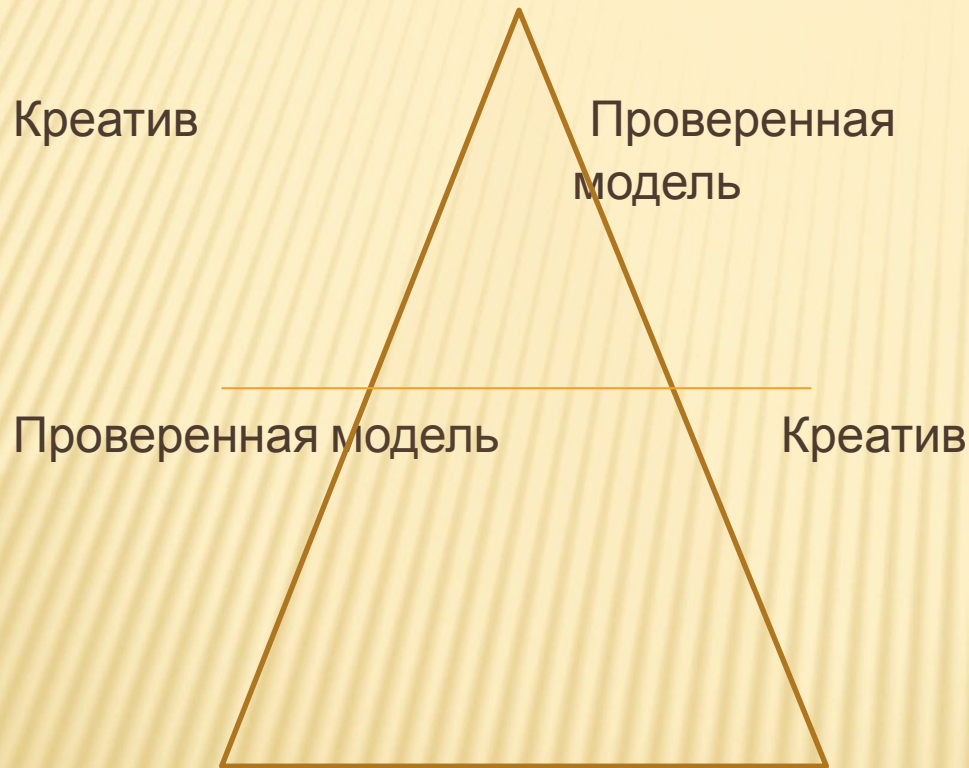 Креатив
Проверенная
модель
Проверенная модель
Креатив